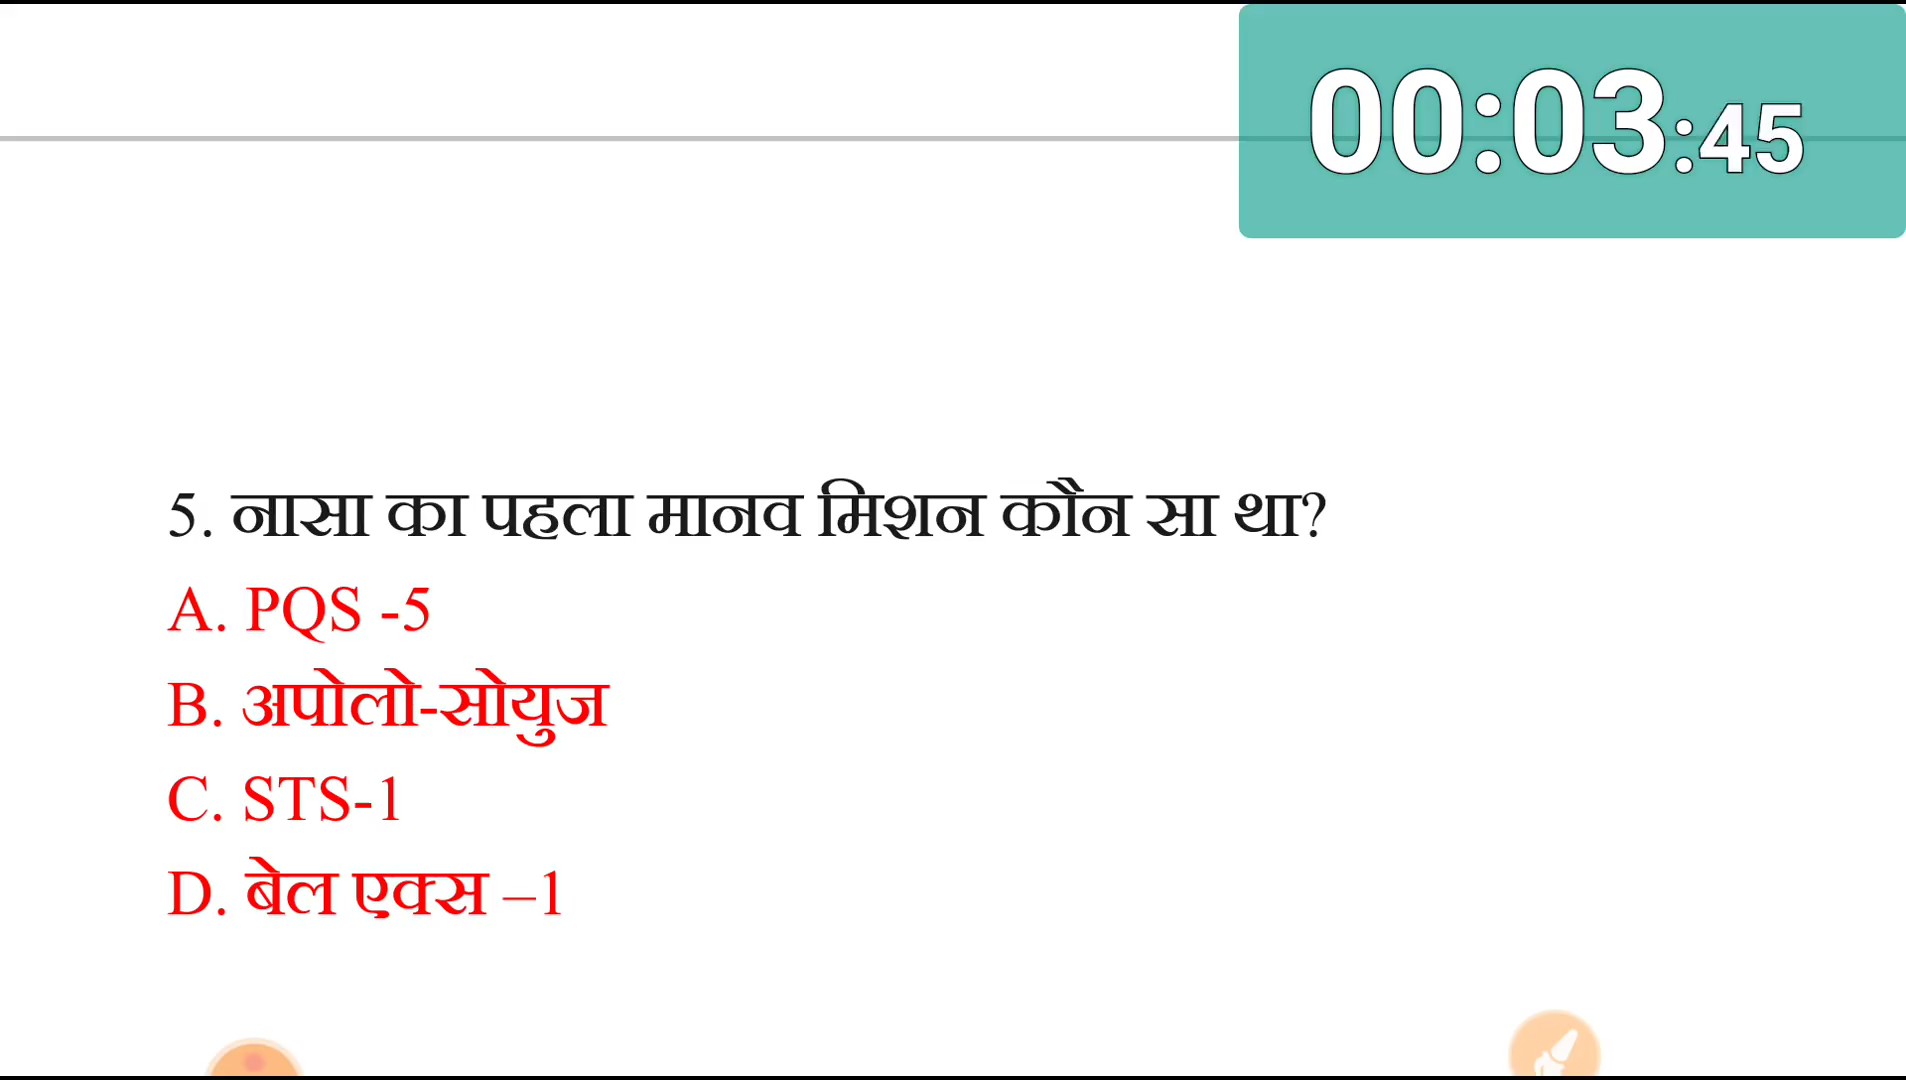 00:03:45
5. नासा का पहला मानव मिशन कौन सा था?
A. PQS -5
B. अपोलो-सोयुज
C. STS-1
D. बेल एक्स –1